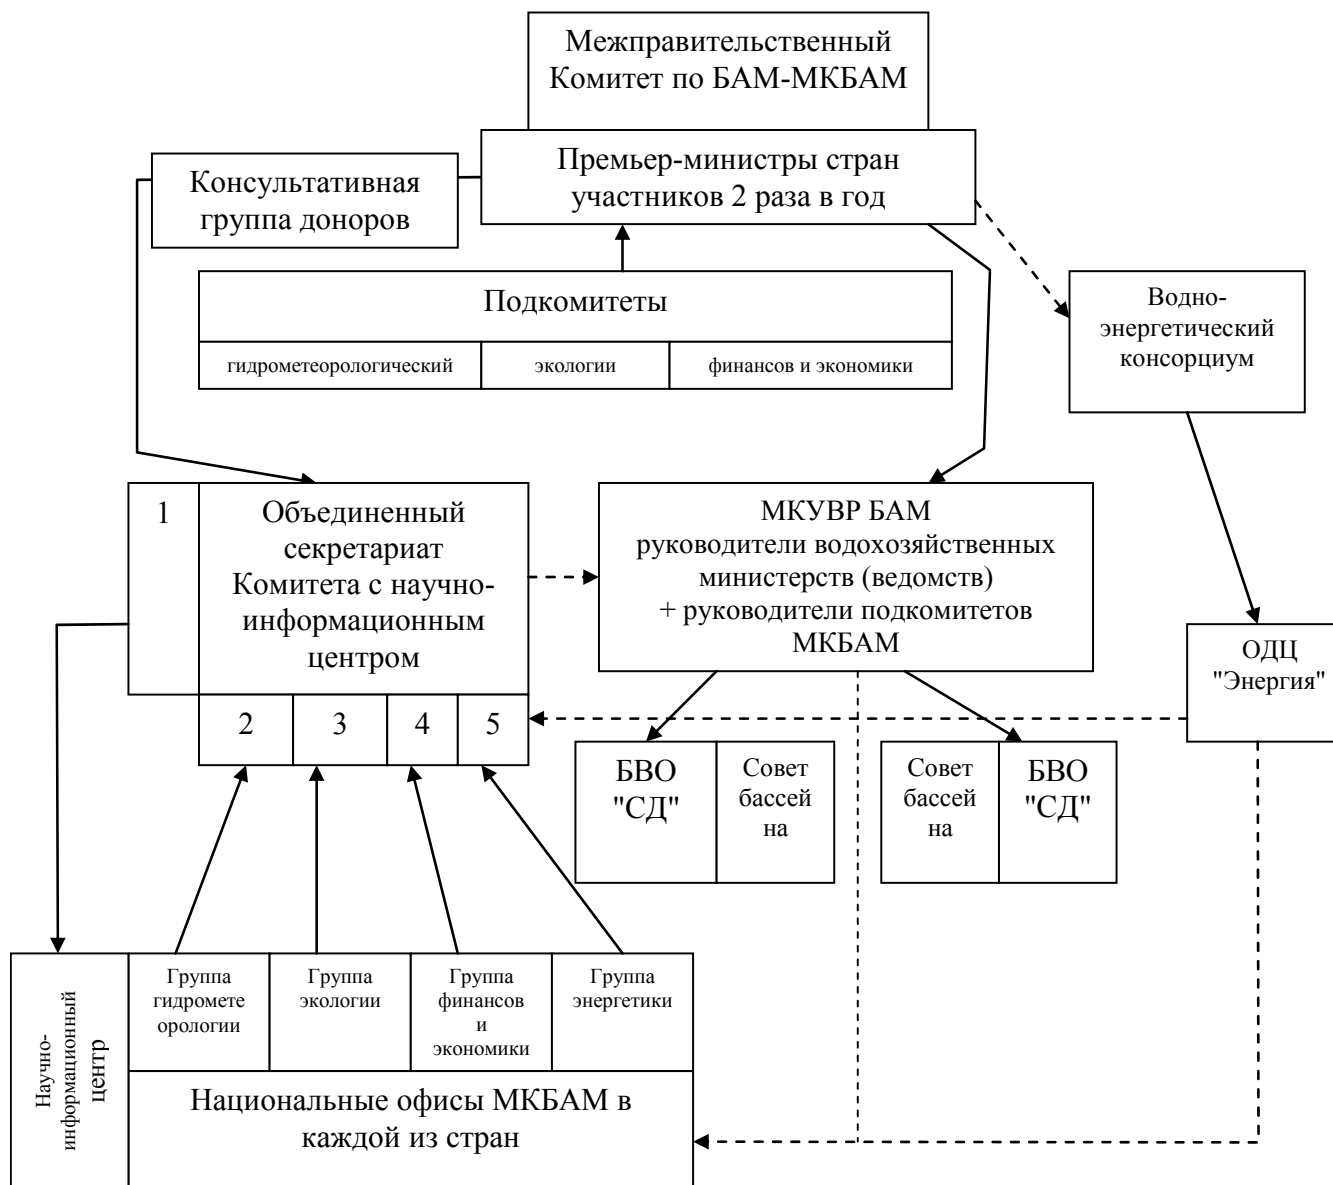 Межправительственный
Комитет по БАМ-МКБАМ
Премьер-министры стран
участников 2 раза в год
Консультативная
группа доноров
Подкомитеты
гидрометеорологический
экологии
финансов и экономики
Водно-
энергетический
консорциум
1
Объединенный
секретариат
Комитета с научно-
информационным
центром
2
3
4
5
МКУВР БАМ
руководители водохозяйственных
министерств (ведомств)
+ руководители подкомитетов
МКБАМ
ОДЦ
"Энергия"
БВО
"СД"
Совет
бассей
на
Совет
бассей
на
БВО
"СД"
Научно-
информационный
центр
Группа
гидромете
орологии
Группа
экологии
Группа
финансов
и
экономики
Группа
энергетики
Национальные офисы МКБАМ в
каждой из стран